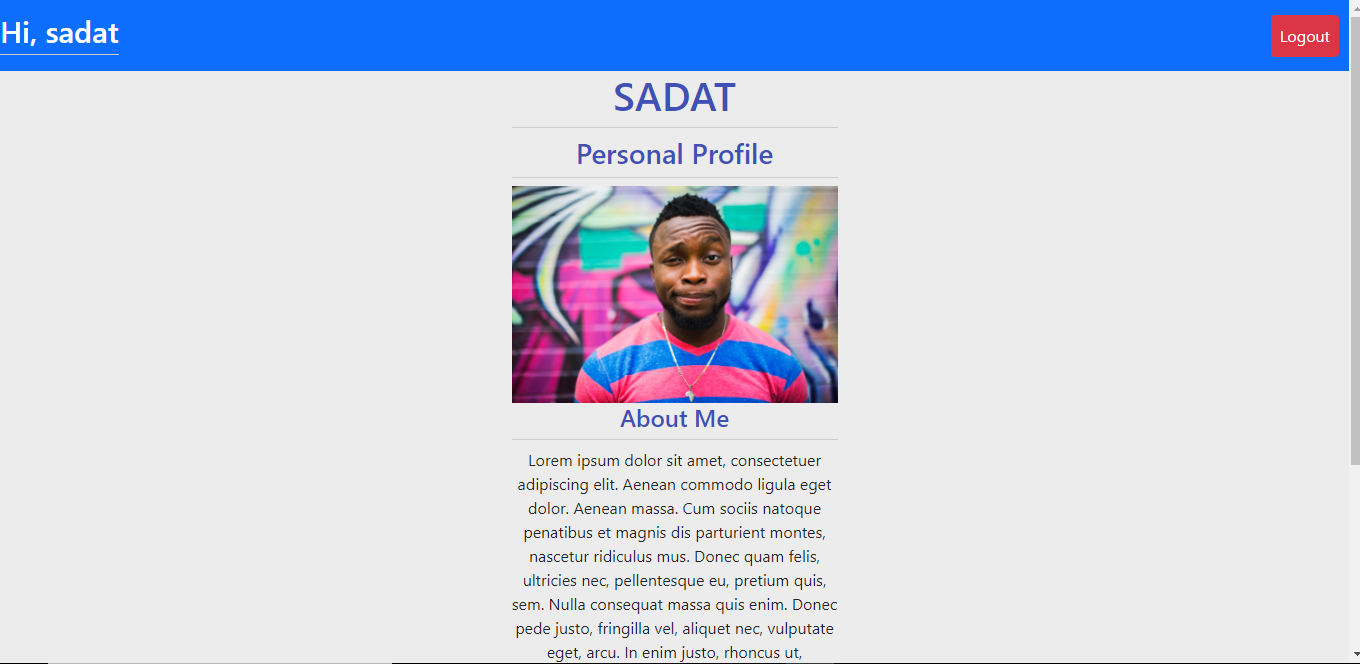 Hi, sadat
Logout
SADAT
Personal Profile
About Me
Lorem ipsum dolor sit amet, consectetuer
adipiscing elit. Aenean commodo ligula eget
dolor. Aenean massa. Cum sociis natoque
penatibus et magnis dis parturient montes,
nascetur ridiculus mus. Donec quam felis,
ultricies nec, pellentesque eu, pretium quis,
sem. Nulla consequat massa quis enim. Donec
pede justo, fringilla vel, aliquet nec, vulputate
eget, arcu. In enim justo, rhoncus ut,